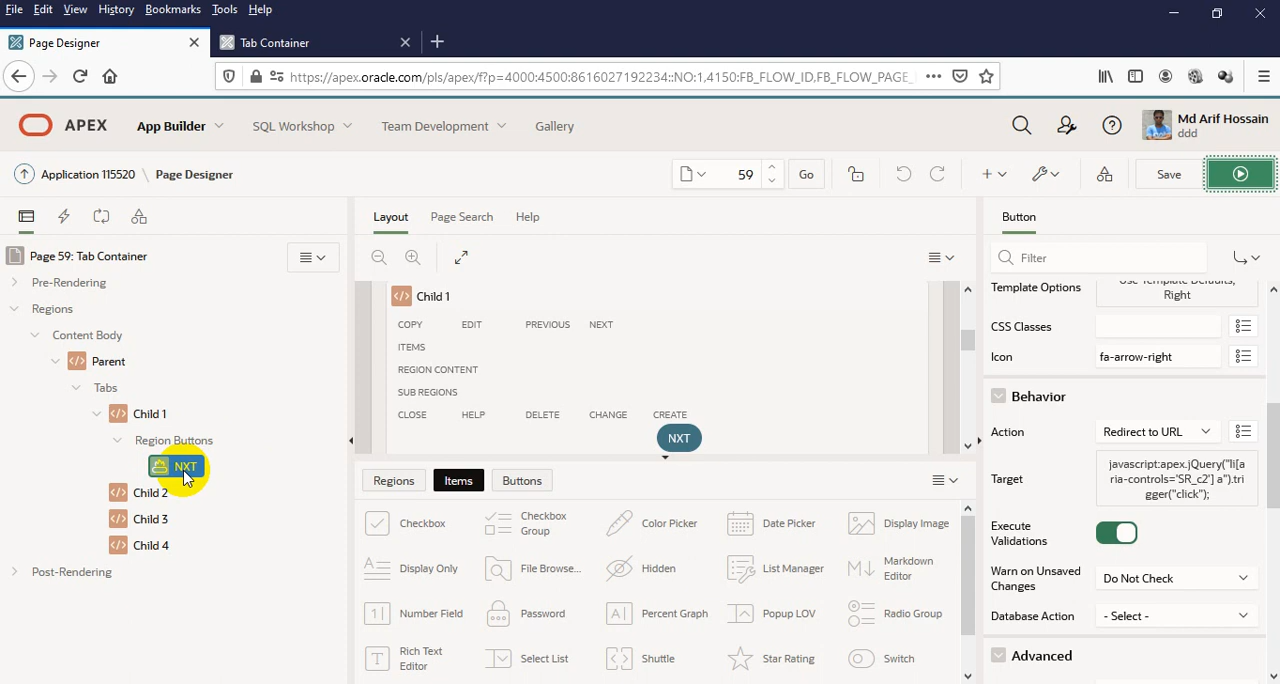 File Edit View History Bookmarks Tools Help
Page Designer
Tab Container
https://apex.oracle.com/pls/apex/f?p=4000:4500:8616027192234::NO:1,4150:FB_FLOW_ID,FB_FLOW_PAGE_
APEX App Builder SQL Workshop Team Development Gallery
Md Arif Hossain
ddd
Application 115520 \ Page Designer
59 Go Save
Layout Page Search Help
Button
Page 59: Tab Container
Filter
Pre-Rendering
Regions
Content Body
Parent
Tabs
Child 1
Region Buttons
NXT
Child 2
Child 3
Child 4
Post-Rendering
Child 1
COPY EDIT PREVIOUS NEXT
ITEMS
REGION CONTENT
SUB REGIONS
CLOSE HELP DELETE CHANGE CREATE
NXT
Regions Items Buttons
Checkbox
Checkbox
Group
Color Picker
Date Picker
Display Image
Display Only
File Browse...
Hidden
List Manager
Markdown
Editor
Number Field
Password
Percent Graph
Popup LOV
Radio Group
Rich Text
Editor
Select List
Shuttle
Star Rating
Switch
Template Options
Use Template Defaults,
Right
CSS Classes
Icon fa-arrow-right
Behavior
Action Redirect to URL
Target
javascript:apex.jQuery("li[a
ria-controls='SR_c2'] a").tri
gger("click");
Execute
Validations
Warn on Unsaved
Changes
Do Not Check
Database Action - Select -
Advanced